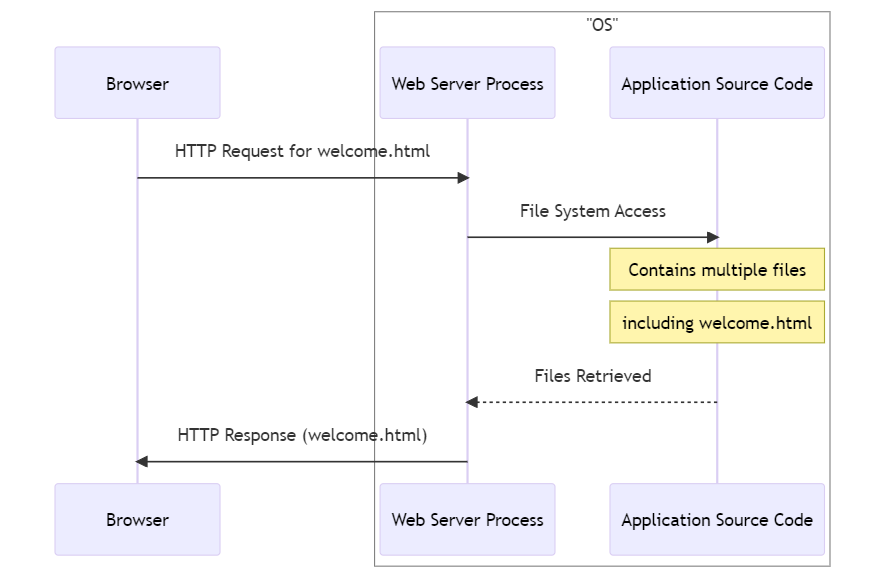 "OS"
Browser
Web Server Process
Application Source Code
HTTP Request for welcome.html
File System Access
Contains multiple files
including welcome.html
Files Retrieved
HTTP Response (welcome.html)
Browser
Web Server Process
Application Source Code